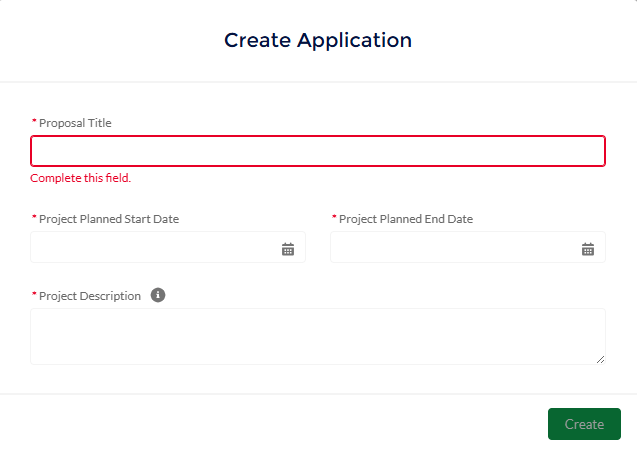 Create Application
* Proposal Title
Complete this field.
* Project Planned Start Date
* Project Planned End Date
* Project Description
Create